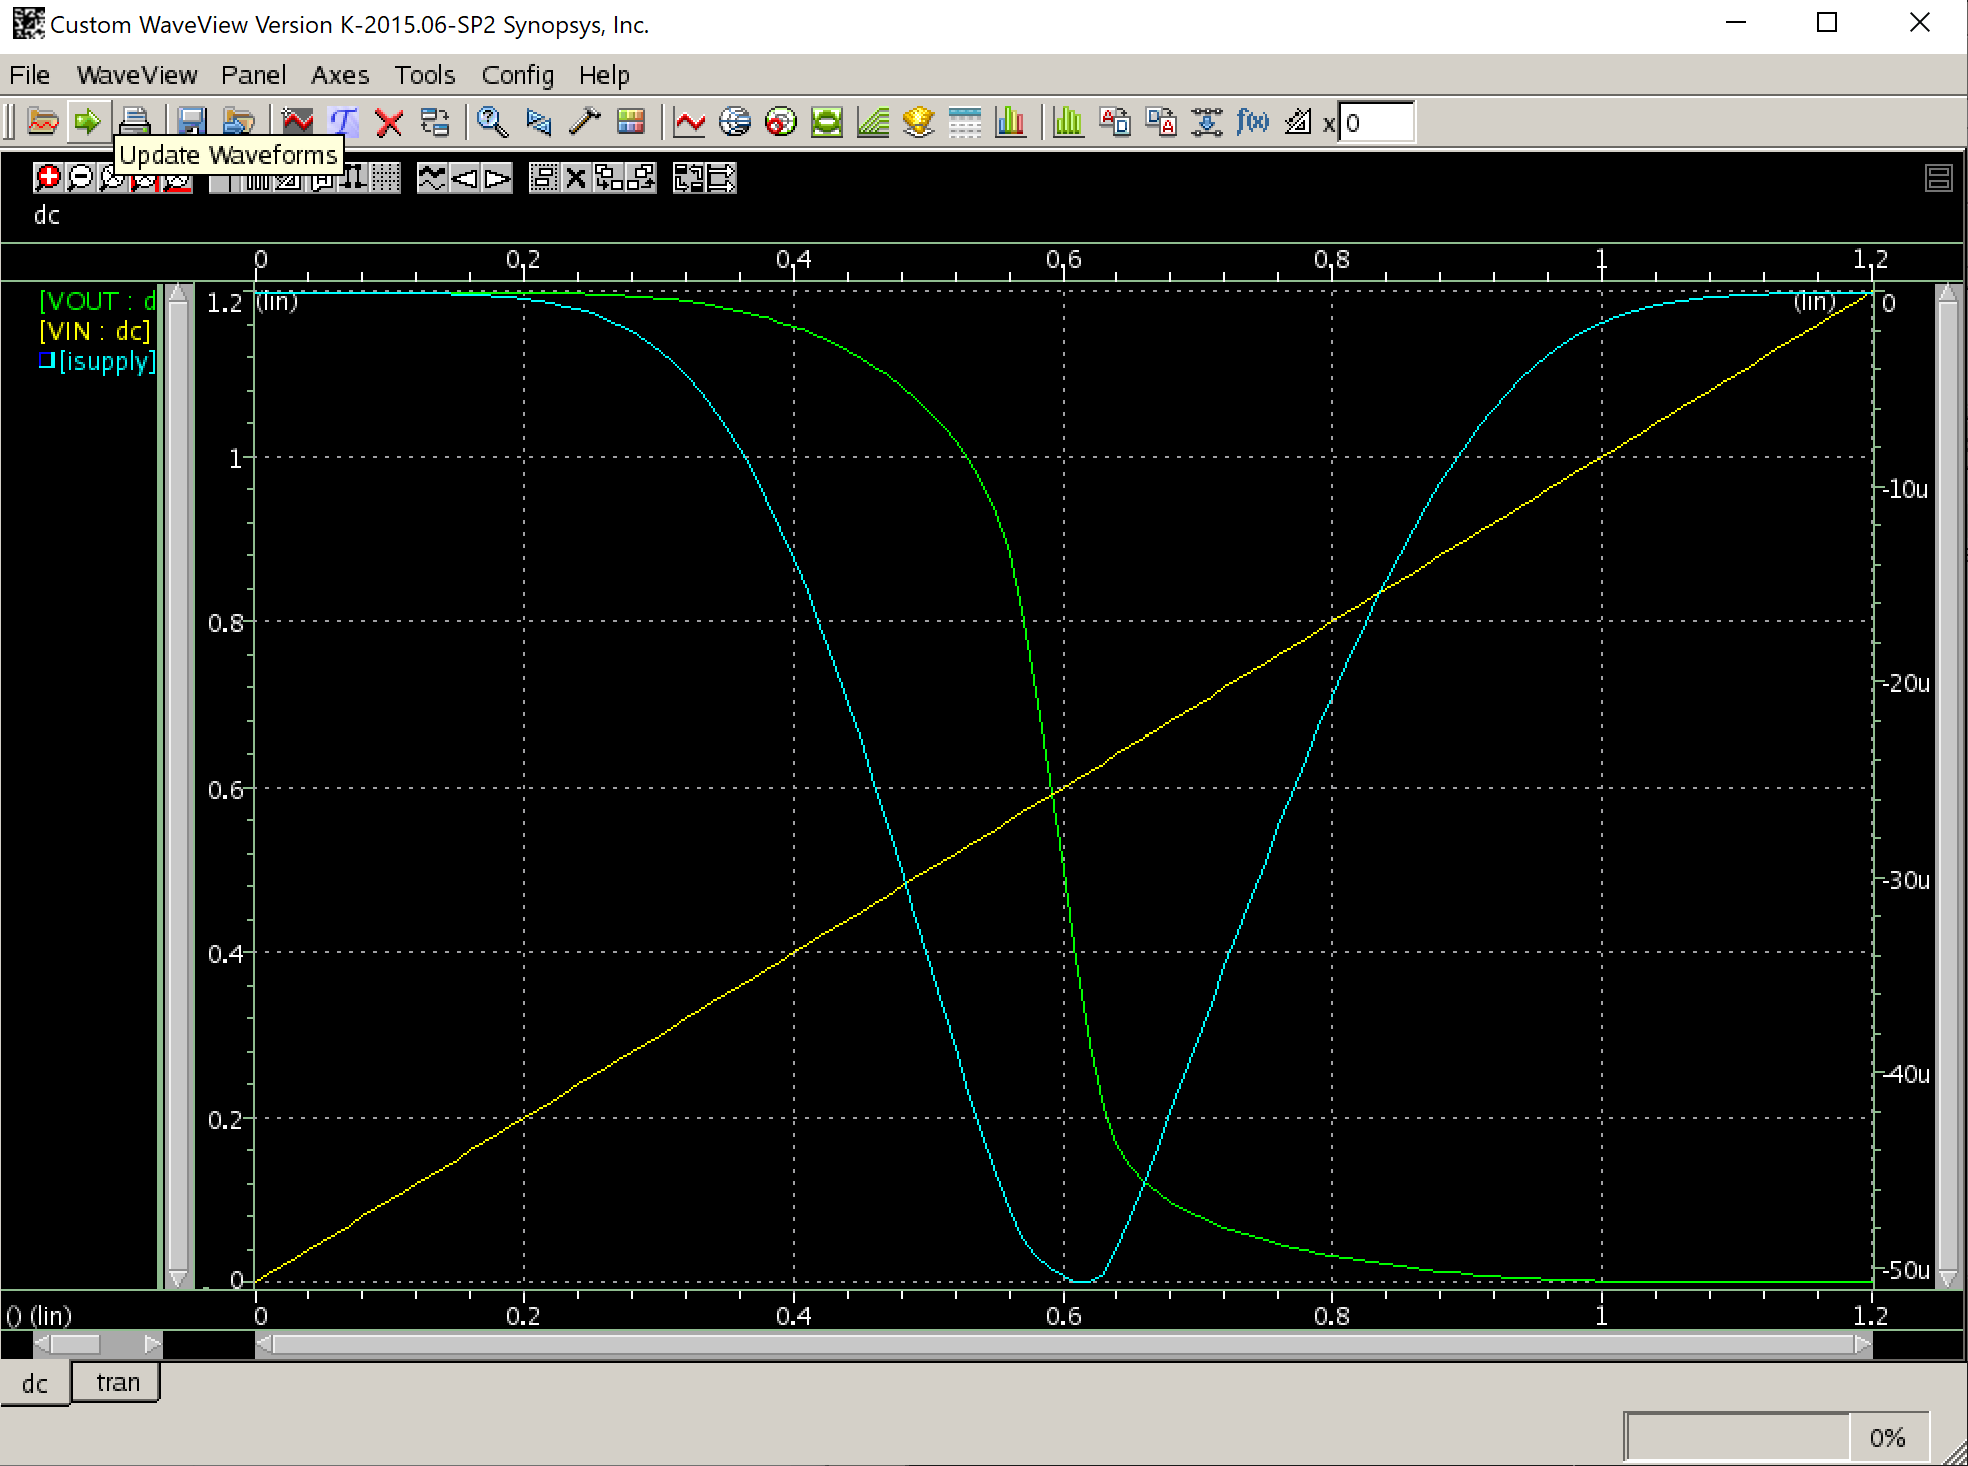 Custom WaveView Version K-2015.06-SP2 Synopsys, Inc.
File WaveView Panel Axes Tools Config Help
f(x) x 0
Update Waveforms
dc
0 0.2 0.4 0.6 0.8 1 1.2
[VOUT : d
[VIN : dc]
[isupply]
1.2 (lin)
1
0.8
0.6
0.4
0.2
0
(lin) 0
-10u
-20u
-30u
-40u
-50u
() (lin) 0 0.2 0.4 0.6 0.8 1 1.2
dc tran
0%